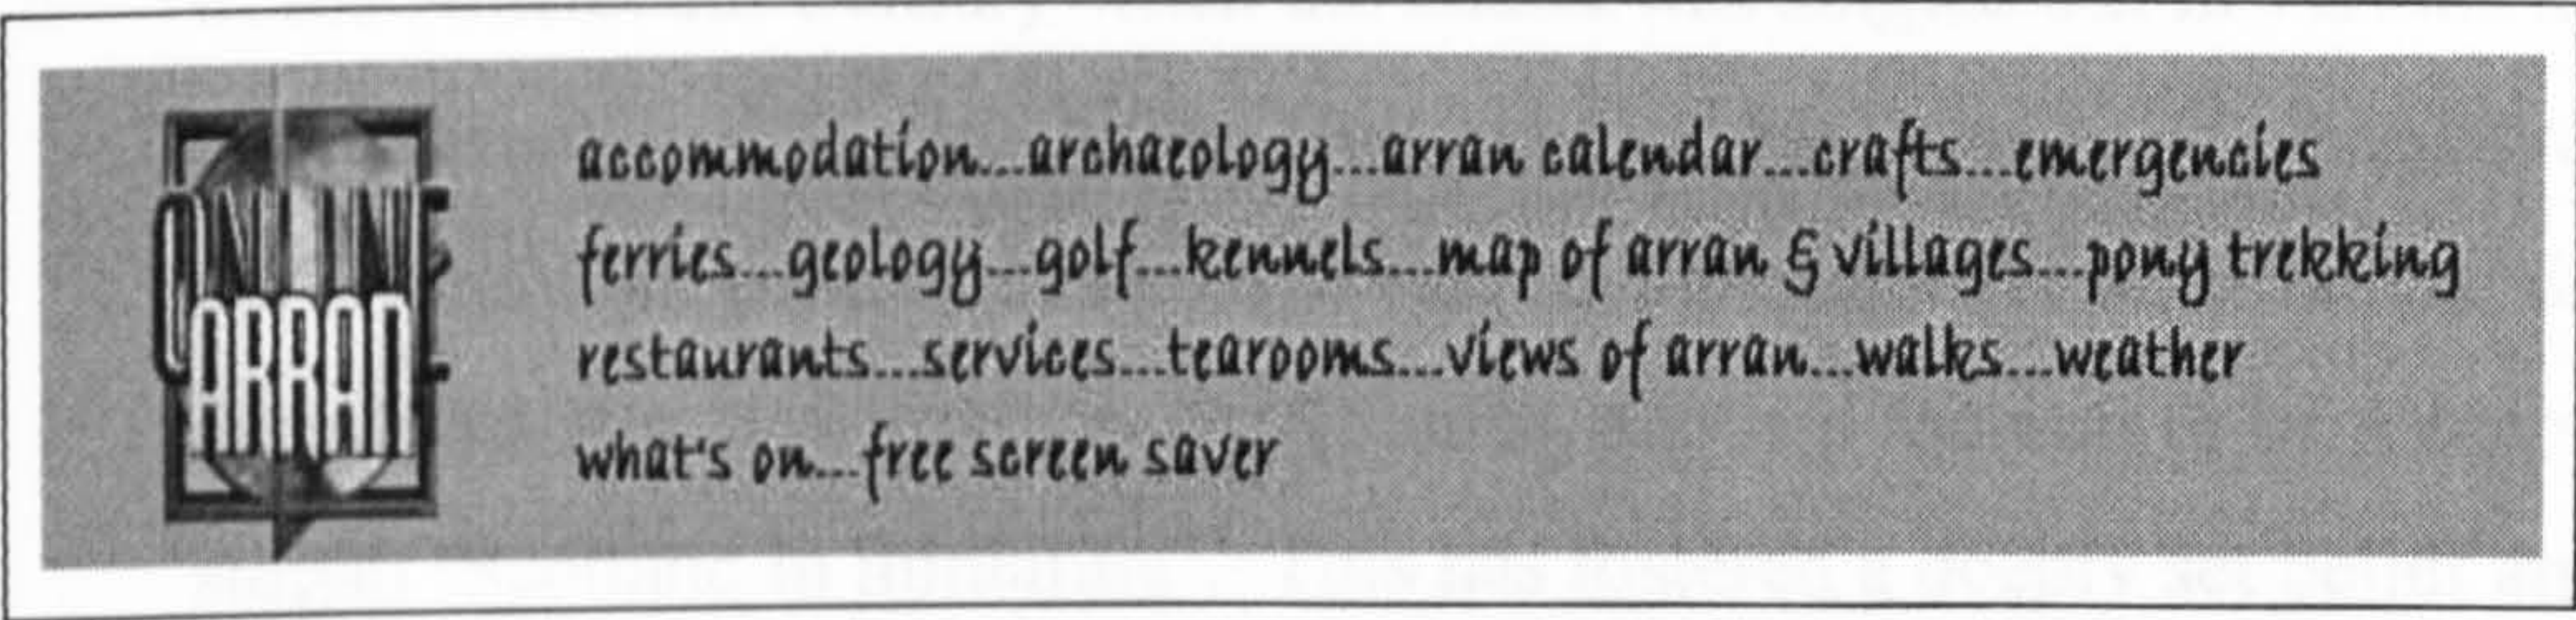 ONLINE
ARRAN
accommodation...archaeology...arran calendar...crafts...emergencies
ferries...geology...golf...kennels...map of arran & villages...pony trekking
restaurants...services...tearooms...views of arran...walks...weather
what's on...free screen saver